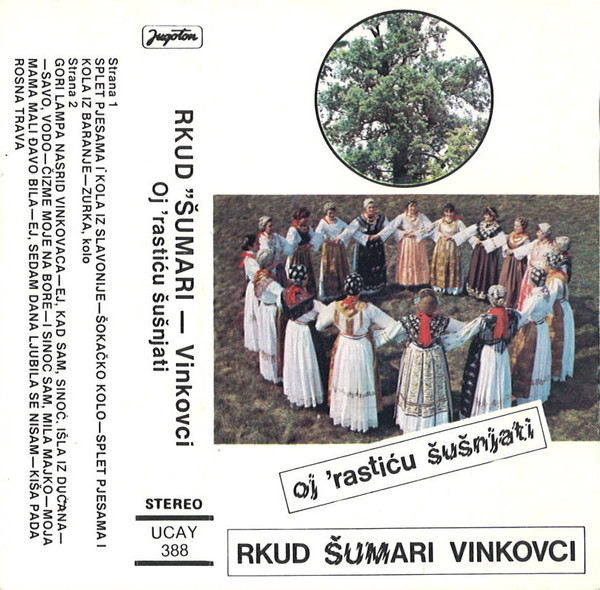 Strana 1
SPLET PJESAMA I KOLA IZ SLAVONIJE—ŠOKAČKO KOLO—SPLET PJESAMA I
KOLA IZ BARANJE—ZURKA, kolo
Strana 2
GORI LAMPA NASRID VINKOVACA—EJ, KAD SAM, SINOĆ, IŠLA IZ DUĆANA—
—SAVO, VODO—ČIZME MOJE NA BORE—I SINOĆ SAM, MILA MAJKO—MOJA
MAMA MALI ĐAVO BILA—EJ, SEDAM DANA LJUBILA SE NISAM—KIŠA PADA
ROSNA TRAVA
Jugoton
RKUD "ŠUMARI — Vinkovci
Oj 'rastiću šušnjati
STEREO
UCAY
388
oj 'rastiću šušnjati
RKUD ŠUMARI VINKOVCI